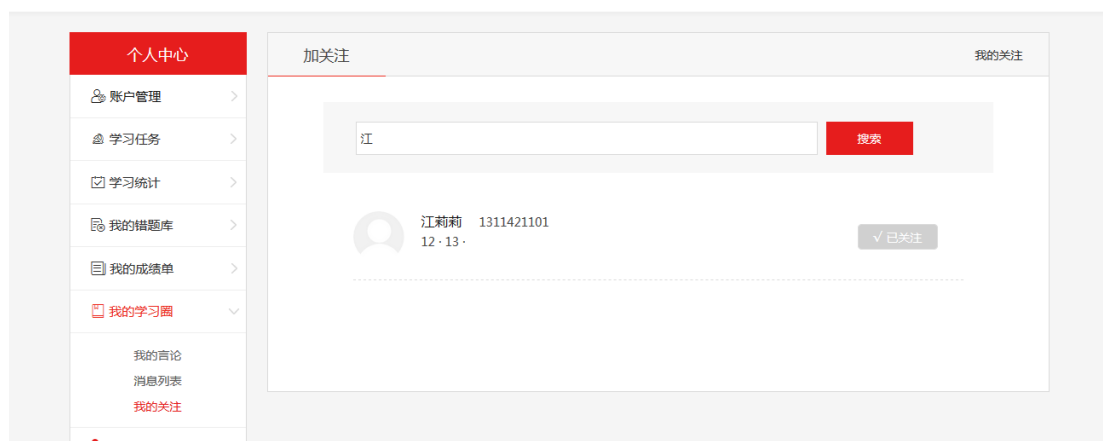 个人中心
账户管理
学习任务
学习统计
我的错题库
我的成绩单
我的学习圈
我的言论
消息列表
我的关注
加关注
我的关注
江
搜索
江莉莉 1311421101
12 · 13 ·
√ 已关注